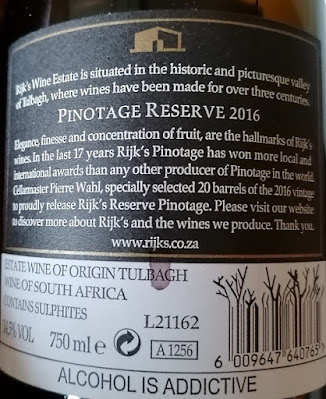 Rijk's Wine Estate is situated in the historic and picturesque valley
of Tulbagh, where wines have been made for over three centuries.
PINOTAGE RESERVE 2016
Elegance, finesse and concentration of fruit, are the hallmarks of Rijk's
wines. In the last 17 years Rijk's Pinotage has won more local and
international awards than any other producer of Pinotage in the world.
Cellarmaster Pierre Wahl, specially selected 20 barrels of the 2016 vintage
to proudly release Rijk's Reserve Pinotage. Please visit our website
to discover more about Rijk's and the wines we produce. Thank you.
www.rijks.co.za
ESTATE WINE OF ORIGIN TULBAGH
WINE OF SOUTH AFRICA
CONTAINS SULPHITES
L21162
14,5% VOL 750 ml e A 1256
6 009647 640765
ALCOHOL IS ADDICTIVE